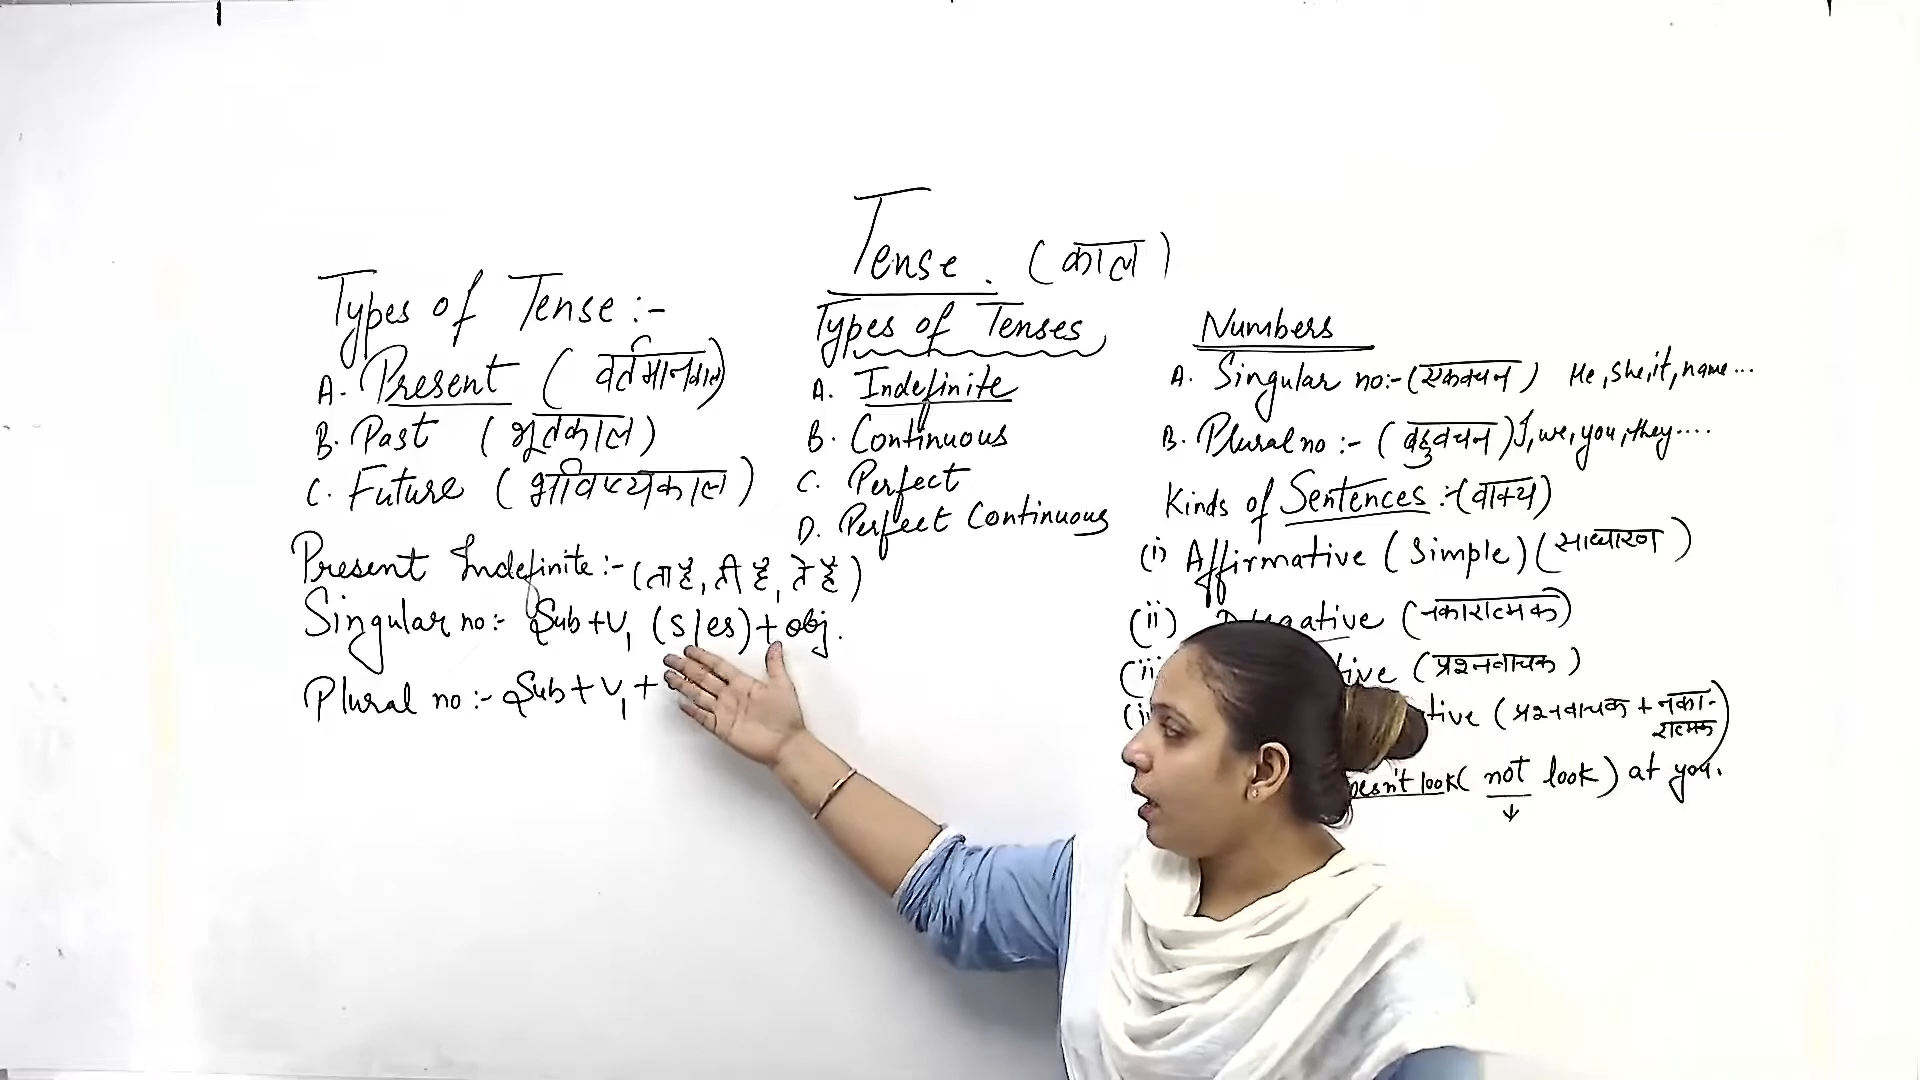 Tense. (काल)
Types of Tense:-
A. Present (वर्तमानकाल)
B. Past (भूतकाल)
C. Future (भविष्यकाल)
Present Indefinite:- (ता है, ती है, ते हैं)
Singular no:- Sub+V₁ (s/es) + obj.
Plural no:- Sub + V₁ +
Types of Tenses
A. Indefinite
B. Continuous
C. Perfect
D. Perfect Continuous
Numbers
A. Singular no:- (एकवचन) He, she, it, name...
B. Plural no:- (बहुवचन) I, we, you, they....
Kinds of Sentences:- (वाक्य)
(i) Affirmative (Simple) (साधारण)
(ii) (नकारात्मक)
(प्रश्नवाचक)
(प्रश्नवाचक + नका-
रात्मक)
look (not look) at you.